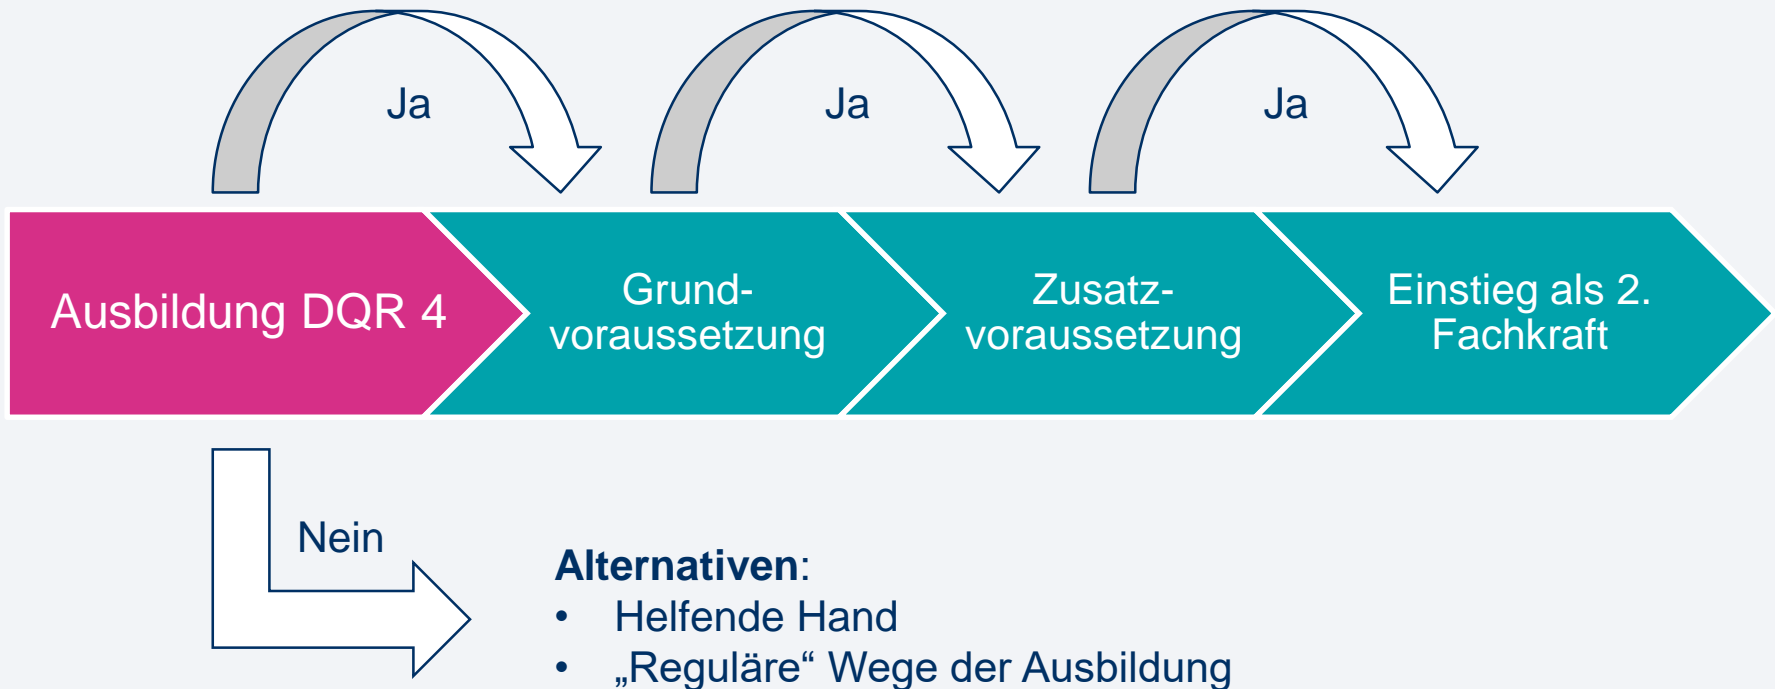 Ja
Ja
Ja
Ausbildung DQR 4
Grund-
voraussetzung
Zusatz-
voraussetzung
Einstieg als 2.
Fachkraft
Nein
Alternativen:
• Helfende Hand
• „Reguläre“ Wege der Ausbildung